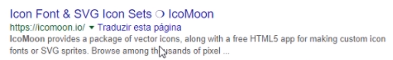 Icon Font & SVG Icon Sets ❍ IcoMoon
https://icomoon.io/ ▾ Traduzir esta página
IcoMoon provides a package of vector icons, along with a free HTML5 app for making custom icon
fonts or SVG sprites. Browse among thousands of pixel ...